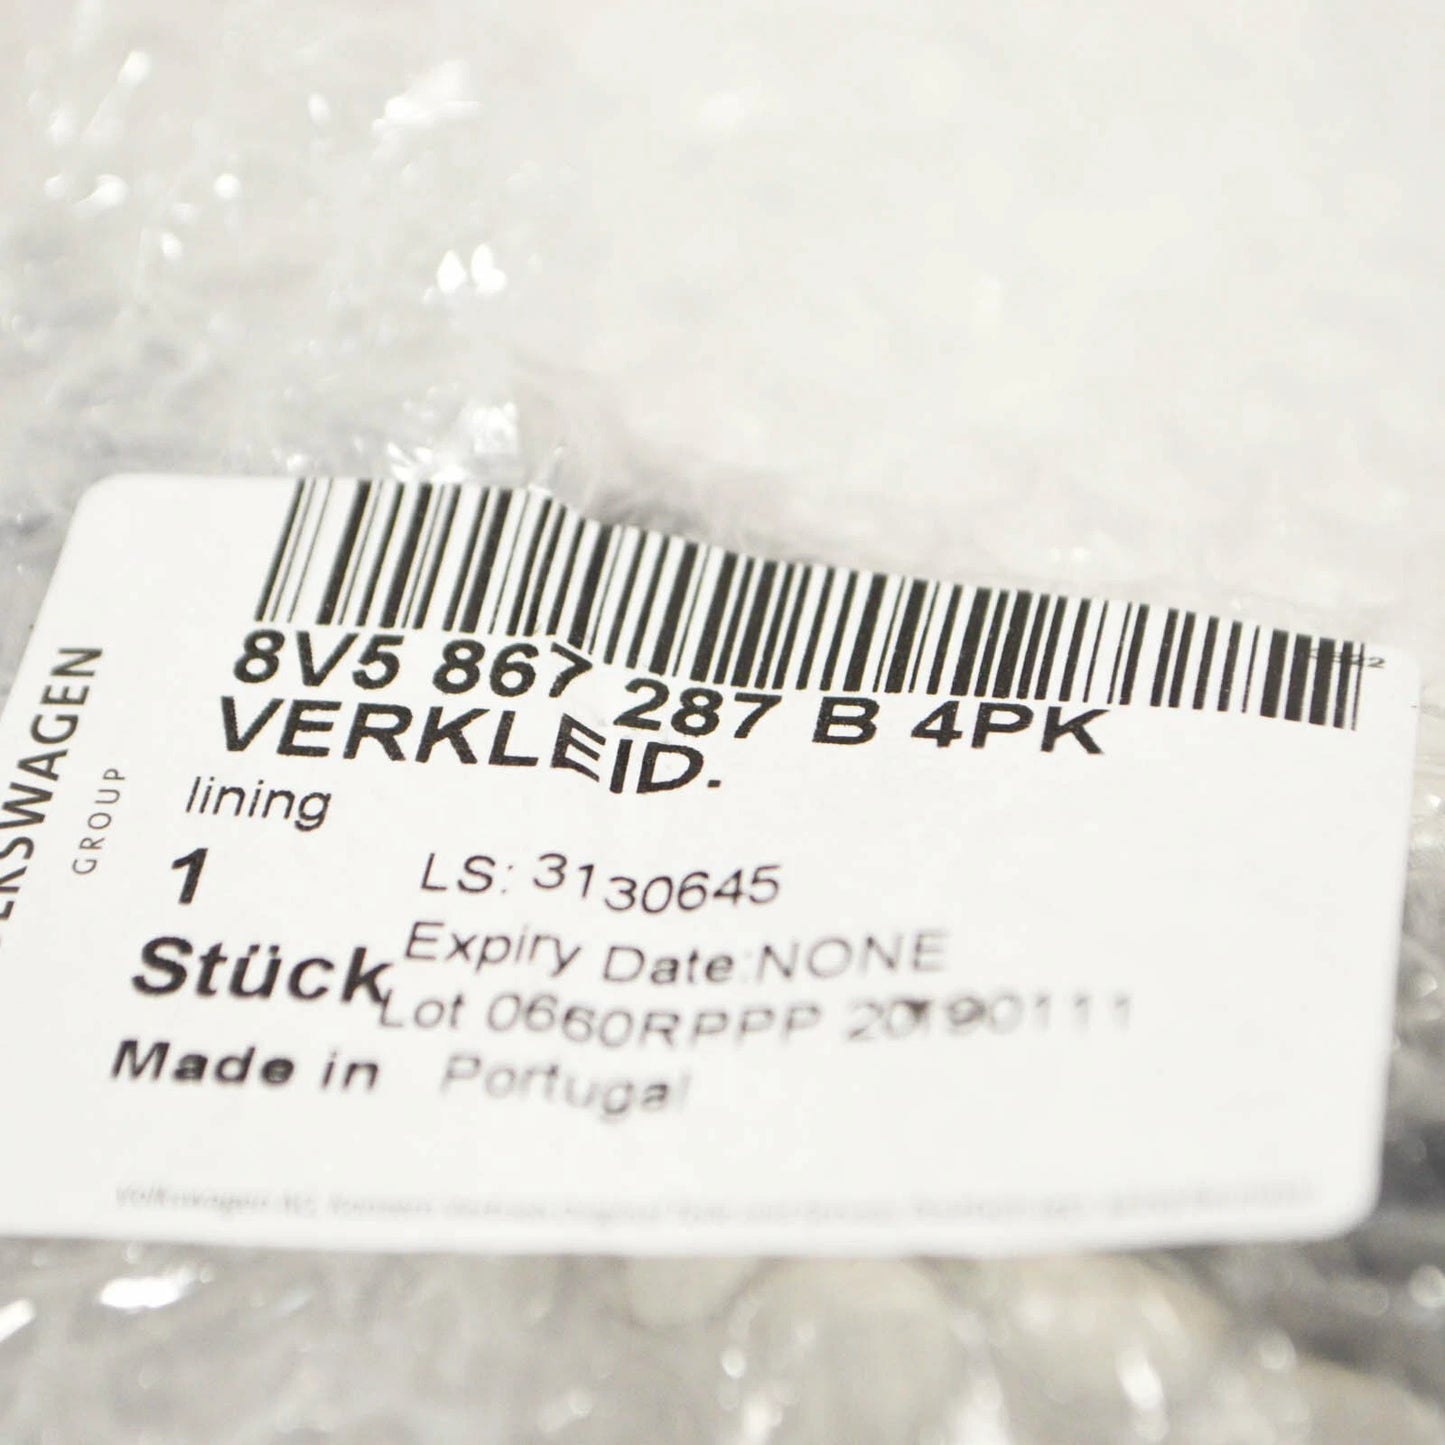 8V5 867 287 B 4PK
VERKLEID.
lining
1
LS: 3130645
Stück
Expiry Date:NONE
Lot 0660RPPP 20190111
Made in Portugal
GROUP